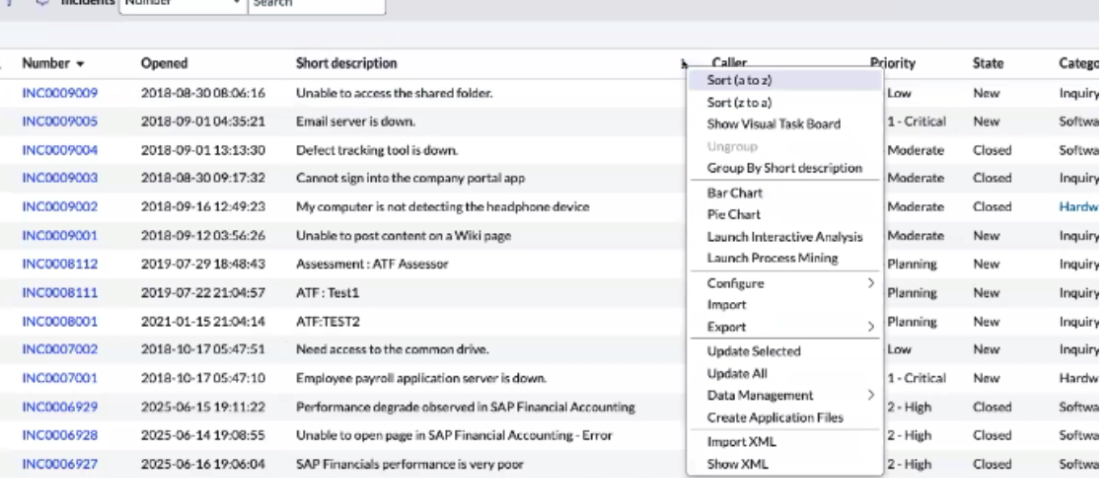 Incidents Number Search
Number Opened Short description Caller Priority State Catego
INC0009009 2018-08-30 08:06:16 Unable to access the shared folder. Low New Inquiry
INC0009005 2018-09-01 04:35:21 Email server is down. 1 - Critical New Softwa
INC0009004 2018-09-01 13:13:30 Defect tracking tool is down. Moderate Closed Softwa
INC0009003 2018-08-30 09:17:32 Cannot sign into the company portal app Moderate Closed Inquiry
INC0009002 2018-09-16 12:49:23 My computer is not detecting the headphone device Moderate Closed Hardw
INC0009001 2018-09-12 03:56:26 Unable to post content on a Wiki page Moderate New Inquiry
INC0008112 2019-07-29 18:48:43 Assessment : ATF Assessor Planning New Inquiry
INC0008111 2019-07-22 21:04:57 ATF : Test1 Planning New Inquiry
INC0008001 2021-01-15 21:04:14 ATF:TEST2 Planning New Inquiry
INC0007002 2018-10-17 05:47:51 Need access to the common drive. Low New Inquiry
INC0007001 2018-10-17 05:47:10 Employee payroll application server is down. 1 - Critical New Hardw
INC0006929 2025-06-15 19:11:22 Performance degrade observed in SAP Financial Accounting 2 - High Closed Softwa
INC0006928 2025-06-14 19:08:55 Unable to open page in SAP Financial Accounting - Error 2 - High Closed Softwa
INC0006927 2025-06-16 19:06:04 SAP Financials performance is very poor 2 - High Closed Softwa
Sort (a to z)
Sort (z to a)
Show Visual Task Board
Ungroup
Group By Short description
Bar Chart
Pie Chart
Launch Interactive Analysis
Launch Process Mining
Configure
Import
Export
Update Selected
Update All
Data Management
Create Application Files
Import XML
Show XML